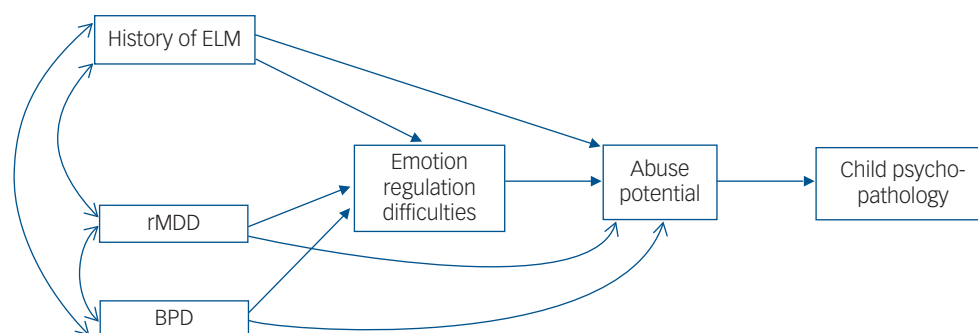 History of ELM
Emotion
regulation
difficulties
Abuse
potential
Child psycho-
pathology
rMDD
BPD